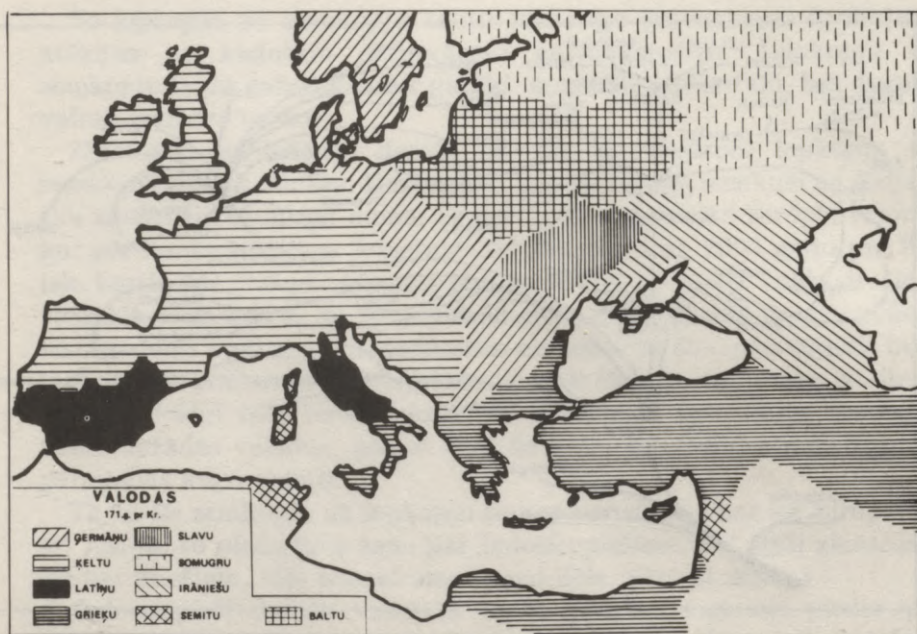 VALODAS
171.g. pr Kr.
ĢERMĀŅU
ĶELTU
LATĪŅU
GRIEĶU
SLAVU
SOMUGRU
IRĀNIEŠU
SEMITU
BALTU